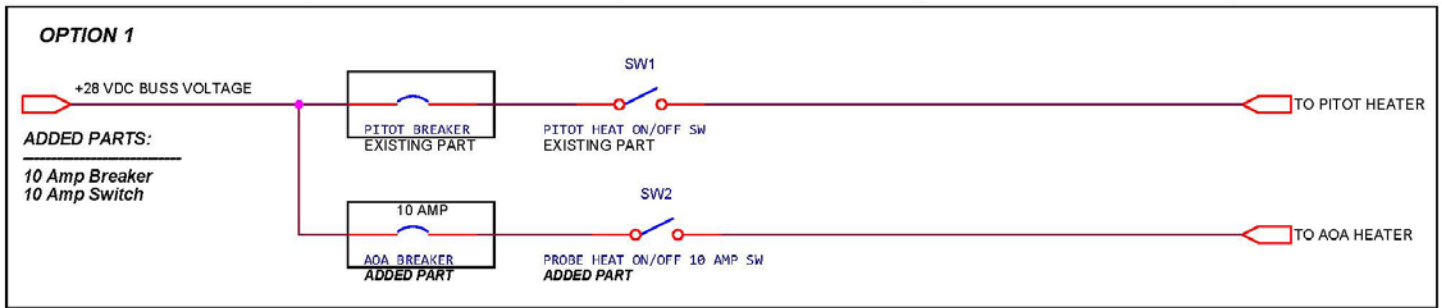 OPTION 1
SW1
+28 VDC BUSS VOLTAGE
TO PITOT HEATER
PITOT BREAKER
EXISTING PART
PITOT HEAT ON/OFF SW
EXISTING PART
ADDED PARTS:
10 Amp Breaker
10 Amp Switch
SW2
10 AMP
TO AOA HEATER
AOA BREAKER
ADDED PART
PROBE HEAT ON/OFF 10 AMP SW
ADDED PART